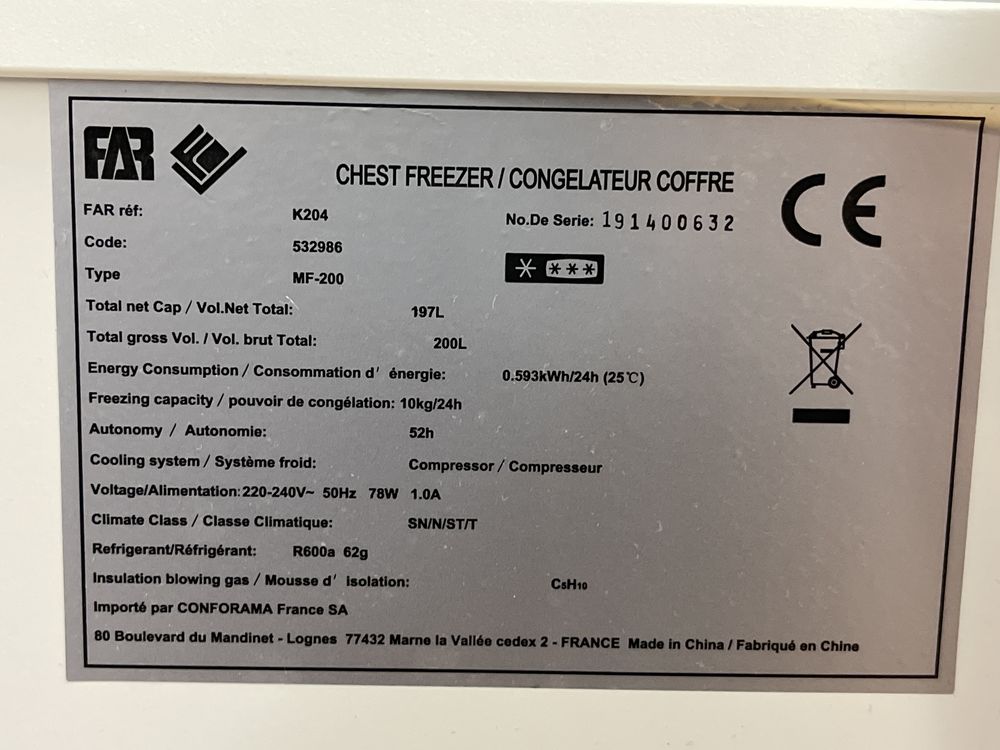 FAR
CHEST FREEZER / CONGELATEUR COFFRE
CE
FAR réf: K204
No.De Serie: 191400632
Code: 532986
Type MF-200
Total net Cap / Vol.Net Total: 197L
Total gross Vol. / Vol. brut Total: 200L
Energy Consumption / Consommation d' énergie: 0.593kWh/24h (25℃)
Freezing capacity / pouvoir de congélation: 10kg/24h
Autonomy / Autonomie: 52h
Cooling system / Système froid: Compressor / Compresseur
Voltage/Alimentation: 220-240V~ 50Hz 78W 1.0A
Climate Class / Classe Climatique: SN/N/ST/T
Refrigerant/Réfrigérant: R600a 62g
Insulation blowing gas / Mousse d' isolation: C5H10
Importé par CONFORAMA France SA
80 Boulevard du Mandinet - Lognes 77432 Marne la Vallée cedex 2 - FRANCE Made in China / Fabriqué en Chine